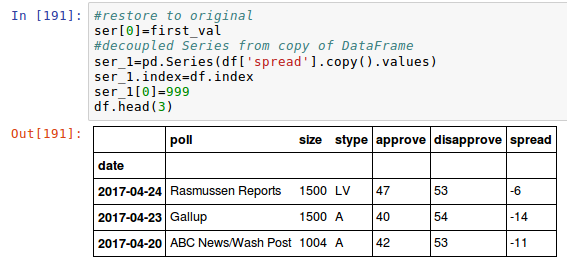 In [191]: #restore to original
ser[0]=first_val
#decoupled Series from copy of DataFrame
ser_1=pd.Series(df['spread'].copy().values)
ser_1.index=df.index
ser_1[0]=999
df.head(3)
Out[191]:
poll size stype approve disapprove spread
date
2017-04-24 Rasmussen Reports 1500 LV 47 53 -6
2017-04-23 Gallup 1500 A 40 54 -14
2017-04-20 ABC News/Wash Post 1004 A 42 53 -11